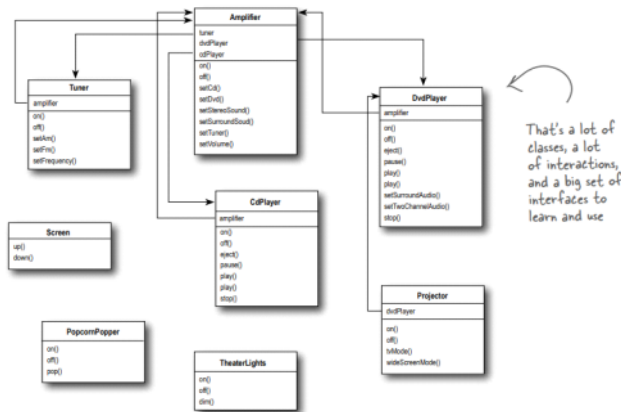 Amplifier
tuner
dvdPlayer
cdPlayer
on()
off()
setCd()
setDvd()
setStereoSound()
setSurroundSoud()
setTuner()
setVolume()
Tuner
amplifier
on()
off()
setAm()
setFm()
setFrequency()
DvdPlayer
amplifier
on()
off()
eject()
pause()
play()
play()
setSurroundAudio()
setTwoChannelAudio()
stop()
That's a lot of
classes, a lot
of interactions,
and a big set of
interfaces to
learn and use
CdPlayer
amplifier
on()
off()
eject()
pause()
play()
play()
stop()
Screen
up()
down()
Projector
dvdPlayer
on()
off()
tvMode()
wideScreenMode()
PopcornPopper
on()
off()
pop()
TheaterLights
on()
off()
dim()